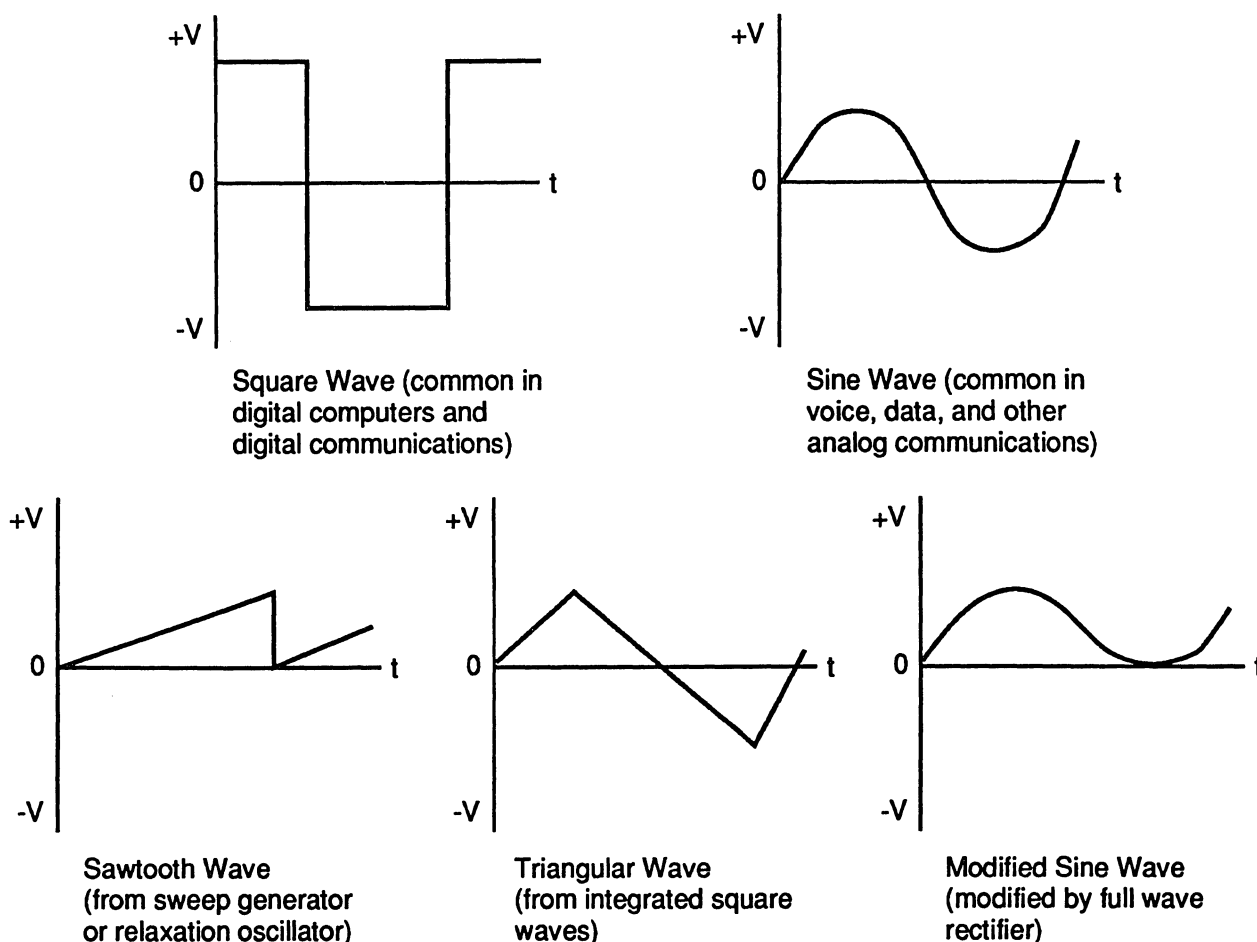 +V
0
t
-V
Square Wave (common in
digital computers and
digital communications)
+V
0
t
-V
Sine Wave (common in
voice, data, and other
analog communications)
+V
0
t
-V
Sawtooth Wave
(from sweep generator
or relaxation oscillator)
+V
0
t
-V
Triangular Wave
(from integrated square
waves)
+V
0
t
-V
Modified Sine Wave
(modified by full wave
rectifier)